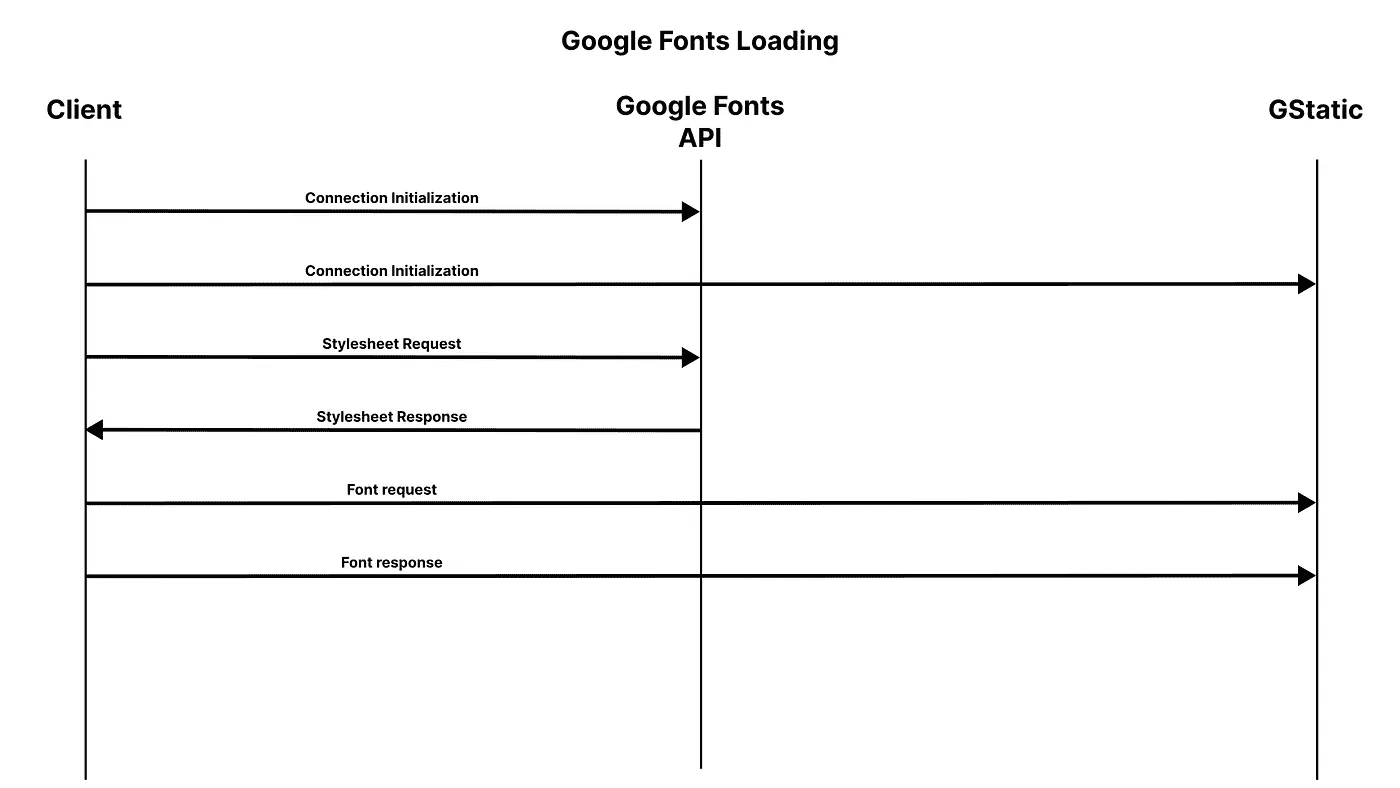 Google Fonts Loading
Client
Google Fonts
API
GStatic
Connection Initialization
Connection Initialization
Stylesheet Request
Stylesheet Response
Font request
Font response